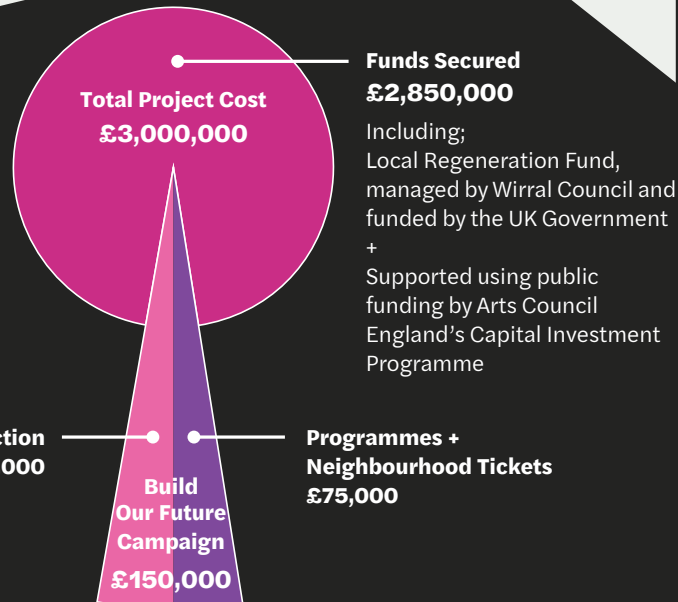 Total Project Cost
£3,000,000
Funds Secured
£2,850,000
Including;
Local Regeneration Fund,
managed by Wirral Council and
funded by the UK Government
+
Supported using public
funding by Arts Council
England’s Capital Investment
Programme
ction
000
Programmes +
Neighbourhood Tickets
£75,000
Build
Our Future
Campaign
£150,000